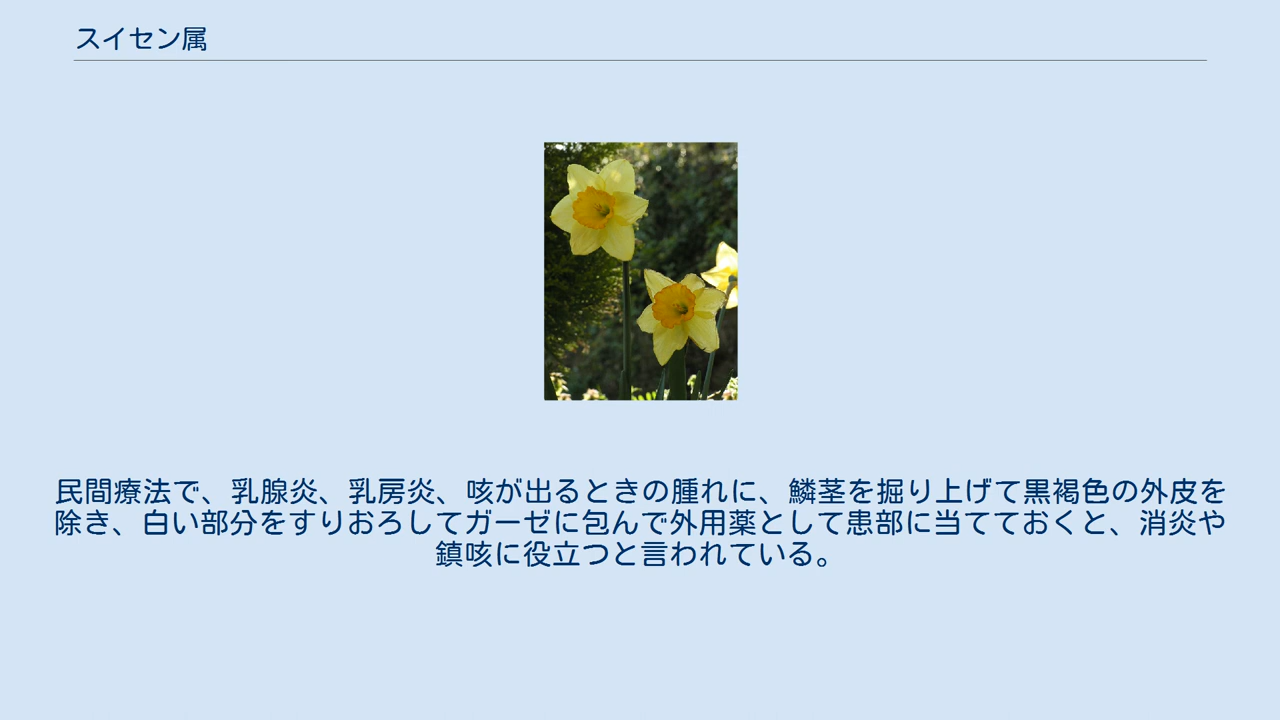 スイセン属
民間療法で、乳腺炎、乳房炎、咳が出るときの腫れに、鱗茎を掘り上げて黒褐色の外皮を
除き、白い部分をすりおろしてガーゼに包んで外用薬として患部に当てておくと、消炎や
鎮咳に役立つと言われている。